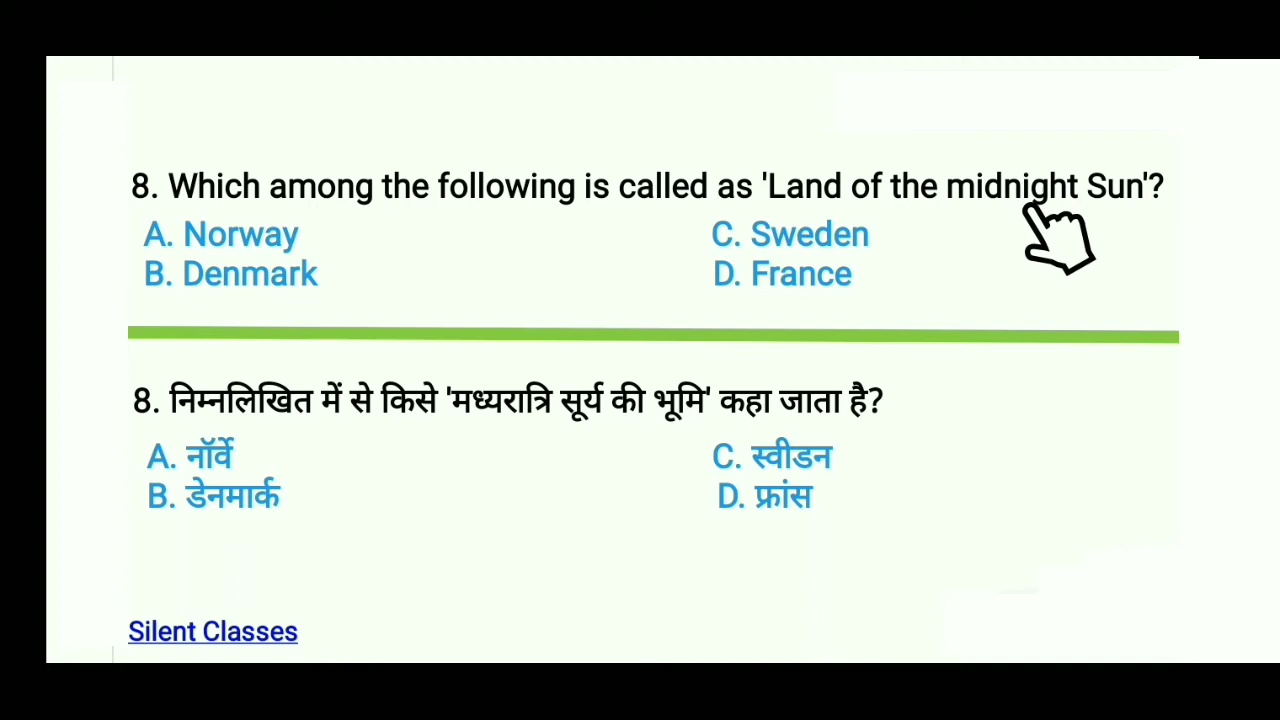 8. Which among the following is called as 'Land of the midnight Sun'?
A. Norway C. Sweden
B. Denmark D. France
8. निम्नलिखित में से किसे 'मध्यरात्रि सूर्य की भूमि' कहा जाता है?
A. नॉर्वे C. स्वीडन
B. डेनमार्क D. फ्रांस
Silent Classes